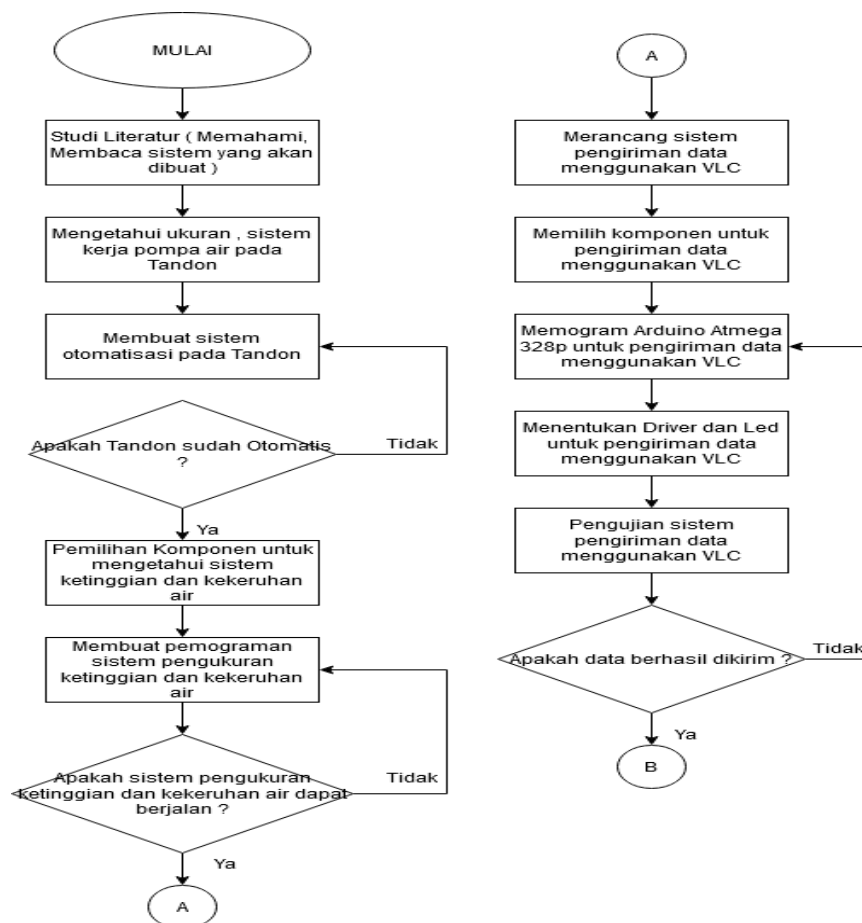 MULAI
Studi Literatur ( Memahami,
Membaca sistem yang akan
dibuat )
Mengetahui ukuran , sistem
kerja pompa air pada
Tandon
Membuat sistem
otomatisasi pada Tandon
Apakah Tandon sudah Otomatis
?
Tidak
Ya
Pemilihan Komponen untuk
mengetahui sistem
ketinggian dan kekeruhan
air
Membuat pemograman
sistem pengukuran
ketinggian dan kekeruhan
air
Apakah sistem pengukuran
ketinggian dan kekeruhan air dapat
berjalan ?
Tidak
Ya
A
A
Merancang sistem
pengiriman data
menggunakan VLC
Memilih komponen untuk
pengiriman data
menggunakan VLC
Memogram Arduino Atmega
328p untuk pengiriman data
menggunakan VLC
Menentukan Driver dan Led
untuk pengiriman data
menggunakan VLC
Pengujian sistem
pengiriman data
menggunakan VLC
Apakah data berhasil dikirim ?
Tidak
Ya
B